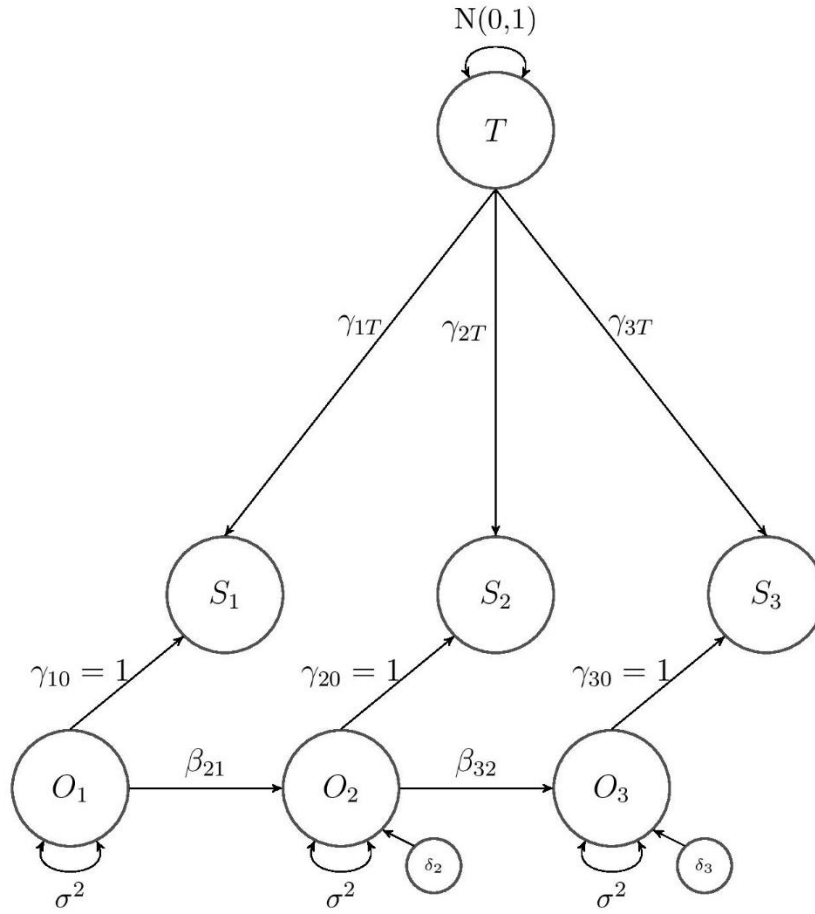 N(0,1)
T
γ₁T γ₂T γ₃T
S₁ S₂ S₃
γ₁₀ = 1 γ₂₀ = 1 γ₃₀ = 1
O₁ β₂₁ O₂ β₃₂ O₃
δ₂ δ₃
σ² σ² σ²